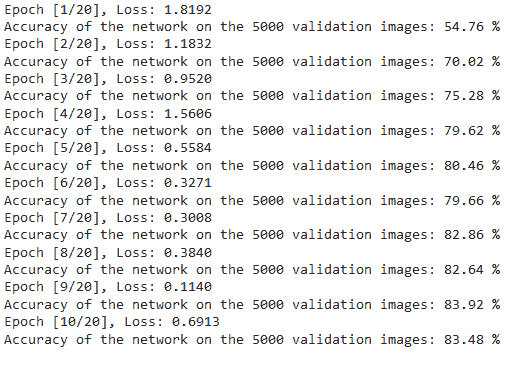 Epoch [1/20], Loss: 1.8192
Accuracy of the network on the 5000 validation images: 54.76 %
Epoch [2/20], Loss: 1.1832
Accuracy of the network on the 5000 validation images: 70.02 %
Epoch [3/20], Loss: 0.9520
Accuracy of the network on the 5000 validation images: 75.28 %
Epoch [4/20], Loss: 1.5606
Accuracy of the network on the 5000 validation images: 79.62 %
Epoch [5/20], Loss: 0.5584
Accuracy of the network on the 5000 validation images: 80.46 %
Epoch [6/20], Loss: 0.3271
Accuracy of the network on the 5000 validation images: 79.66 %
Epoch [7/20], Loss: 0.3008
Accuracy of the network on the 5000 validation images: 82.86 %
Epoch [8/20], Loss: 0.3840
Accuracy of the network on the 5000 validation images: 82.64 %
Epoch [9/20], Loss: 0.1140
Accuracy of the network on the 5000 validation images: 83.92 %
Epoch [10/20], Loss: 0.6913
Accuracy of the network on the 5000 validation images: 83.48 %